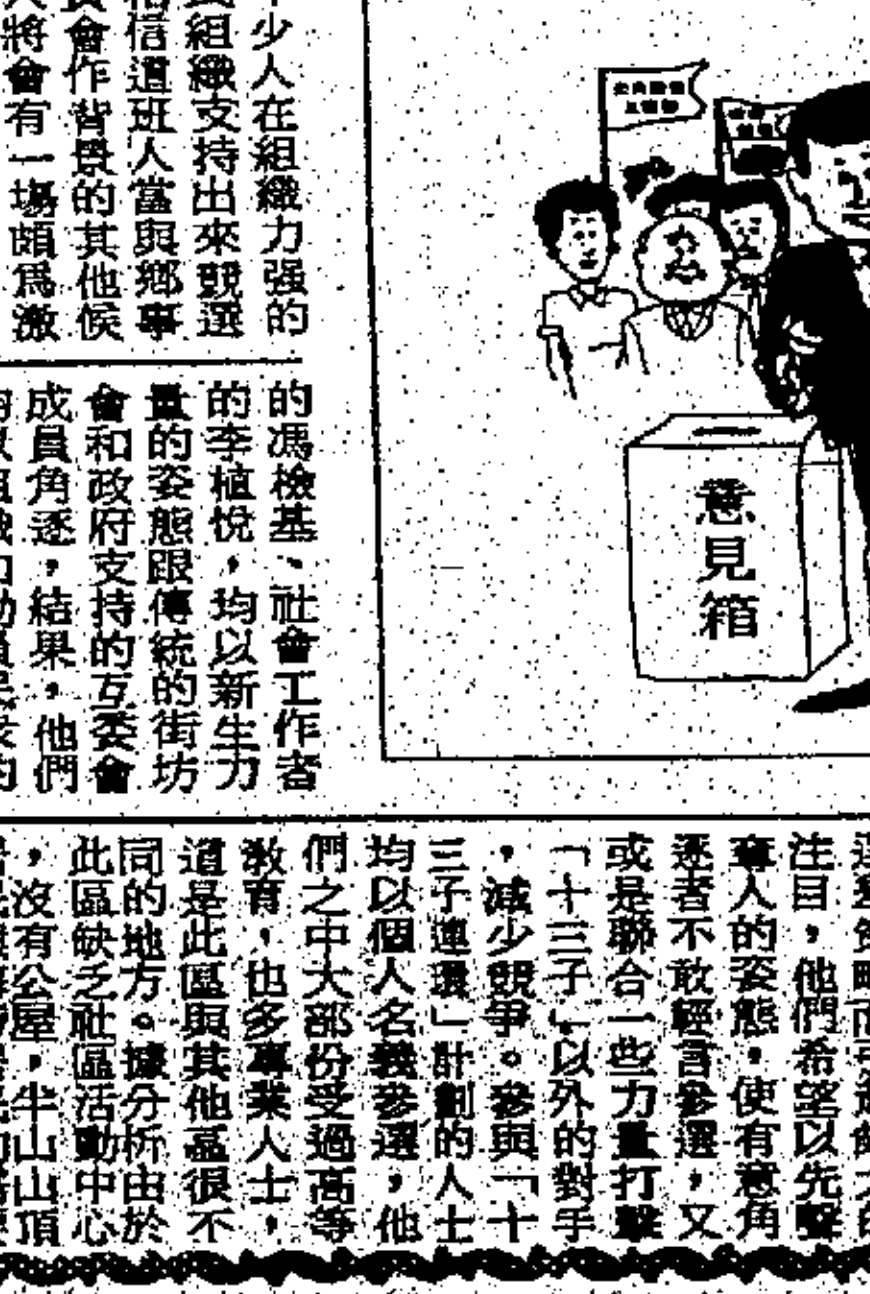 少人在組織力强的
組織支持出來競選
信這班人當與鄉事
會作背景的其他候
將會有一場頗爲激
意見箱
的馮檢基、社會工作者
的李植悅，均以新生力
量的姿態跟傳統的街坊
會和政府支持的互委會
成員角逐，結果，他們
注目，他們希望以先聲
奪人的姿態，使有意角
逐者不敢輕言參選，又
或是聯合一些力量打擊
「十三子」以外的對手
，減少競爭。參與「十
三子連環」計劃的人士
均以個人名義參選，他
們之中大部份受過高等
敎育，也多專業人士，
這是此區與其他區很不
同的地方。據分析由於
此區缺乏社區活動中心
，沒有公屋，半山山頂